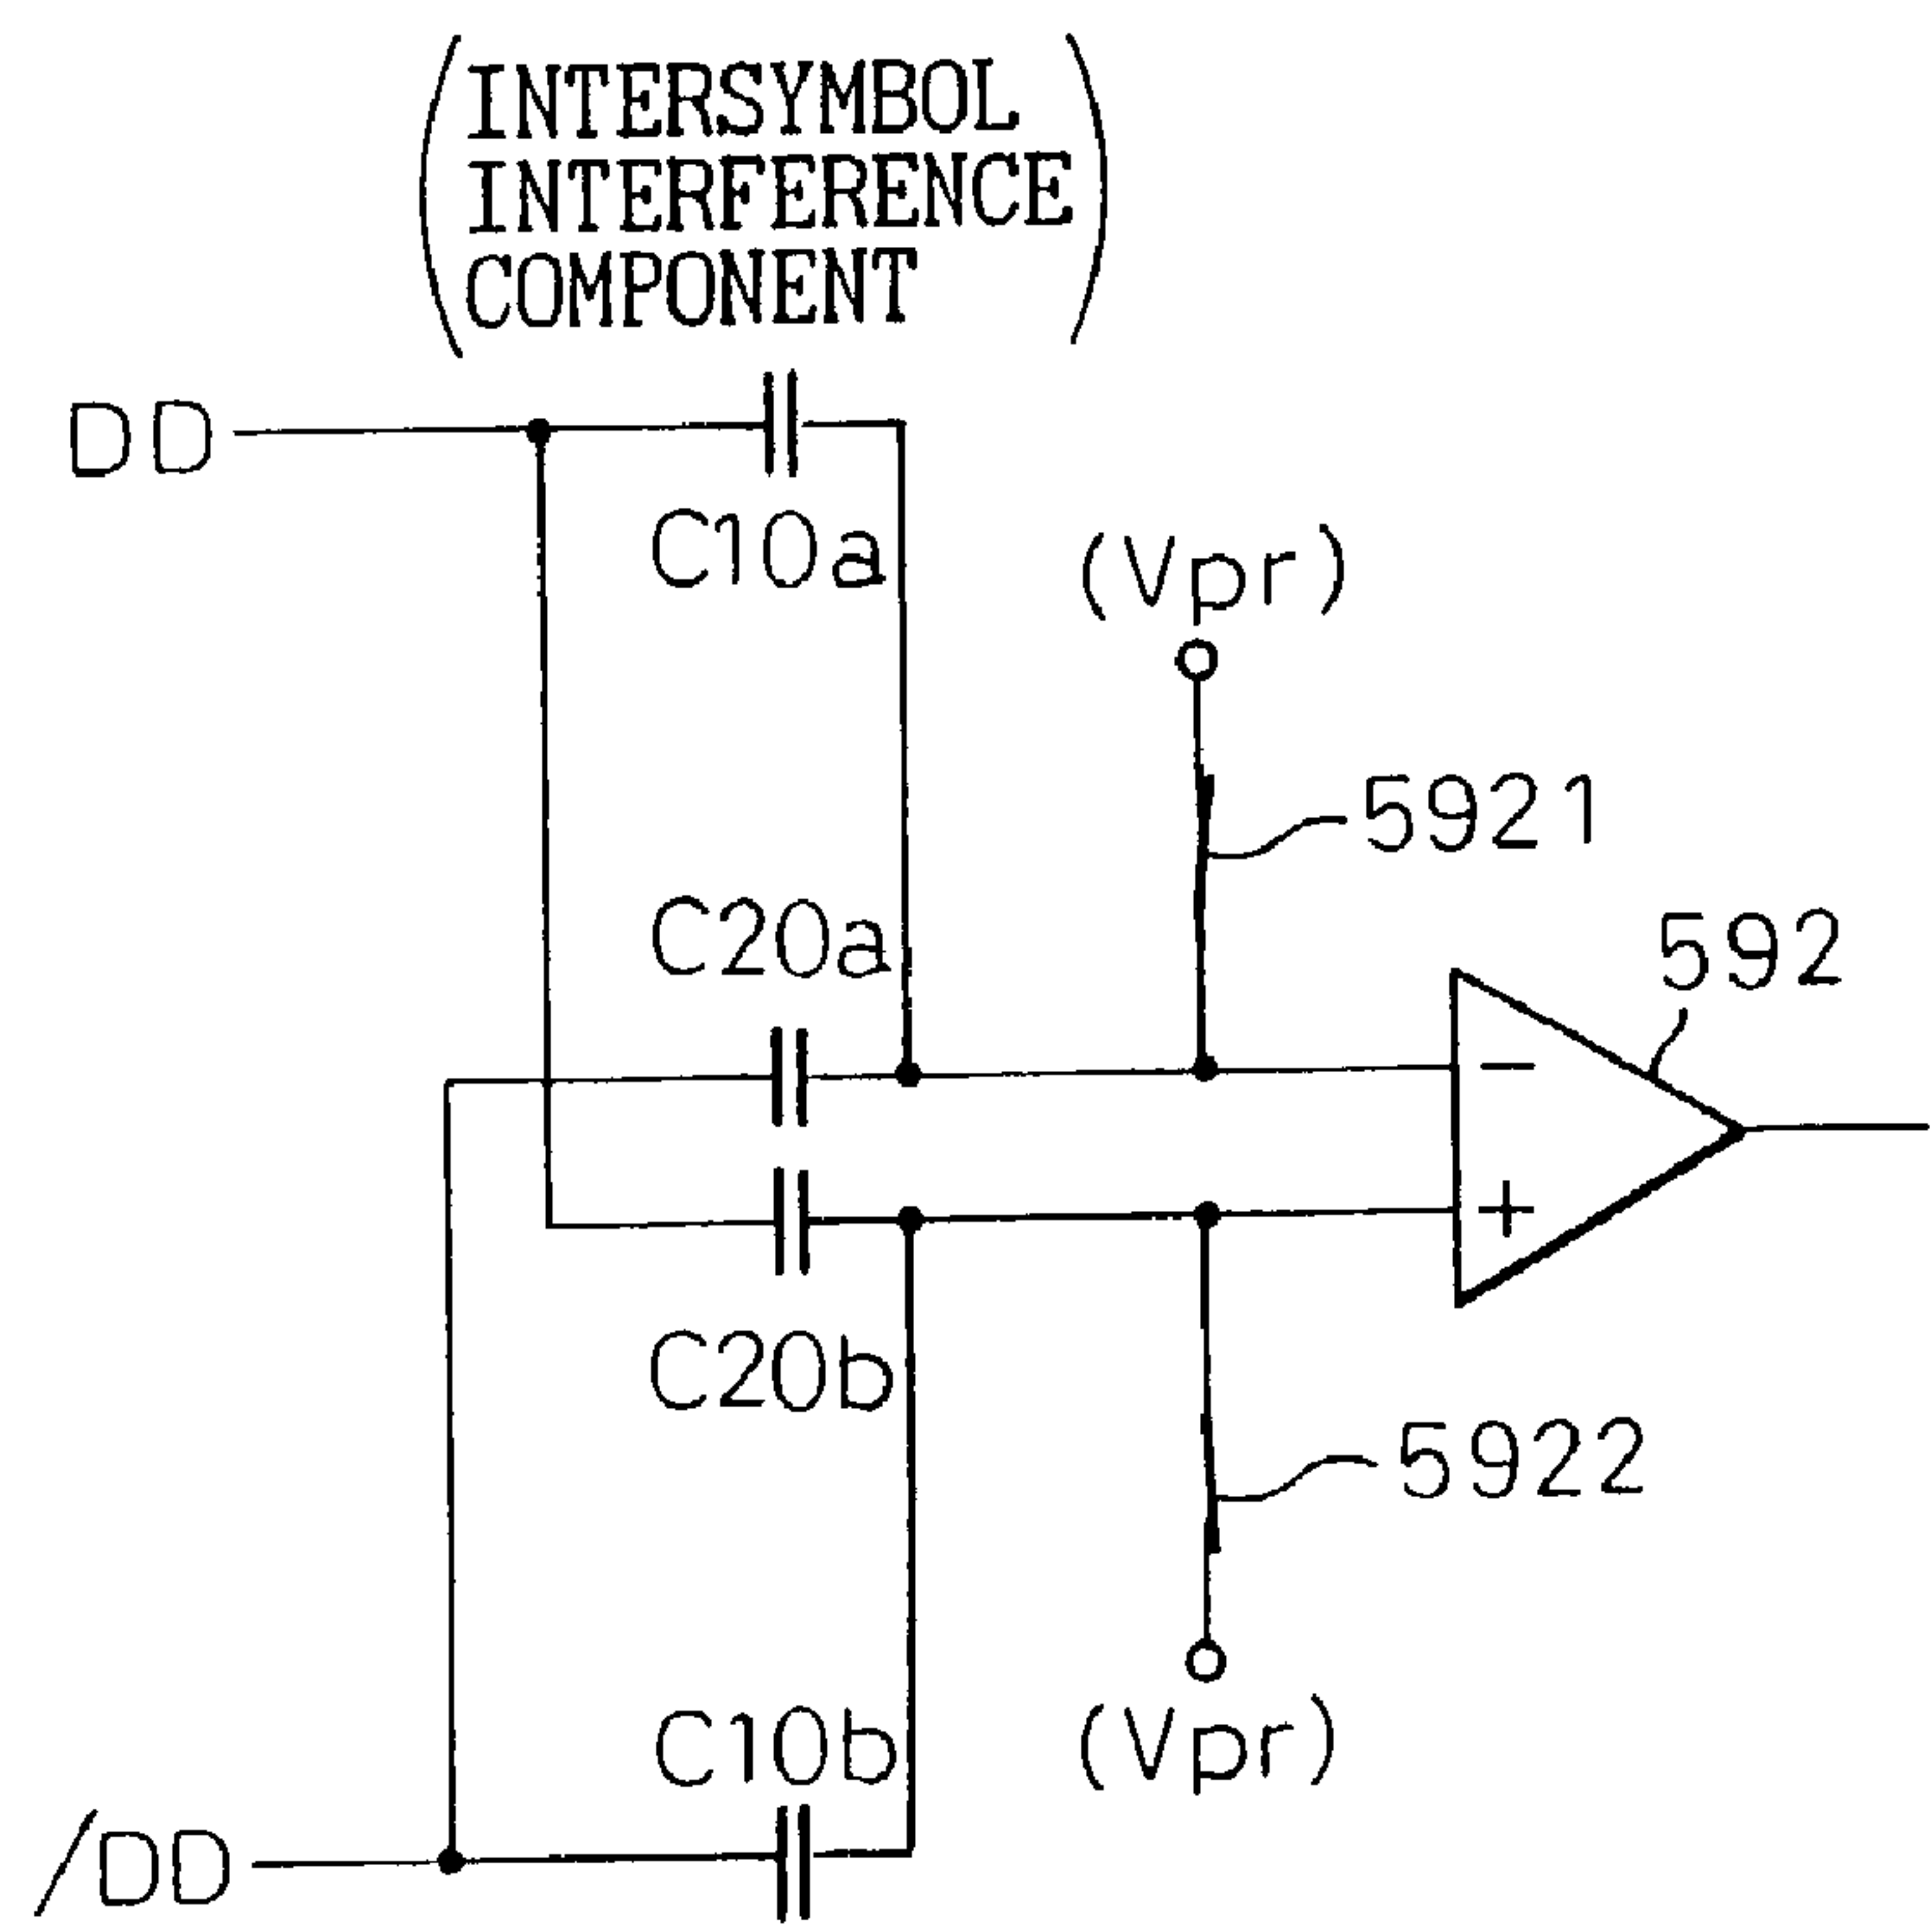 (INTERSYMBOL
INTERFERENCE
COMPONENT)
DD
C10a
(Vpr)
5921
C20a
592
-
+
C20b
5922
C10b
(Vpr)
/DD